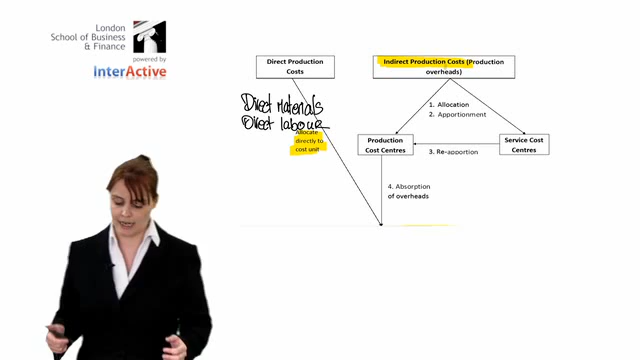 London
School of Business
& Finance
powered by
InterActive
Direct Production
Costs
Indirect Production Costs (Production
overheads)
Direct Materials
Direct labour
Allocate
directly to
cost unit
1. Allocation
2. Apportionment
Production
Cost Centres
3. Re-apportion
Service Cost
Centres
4. Absorption
of overheads